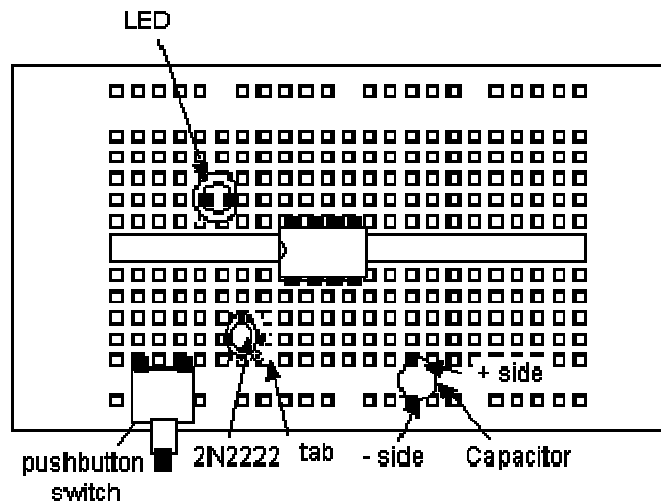 LED
+ side
pushbutton switch
2N2222
tab
- side
Capacitor